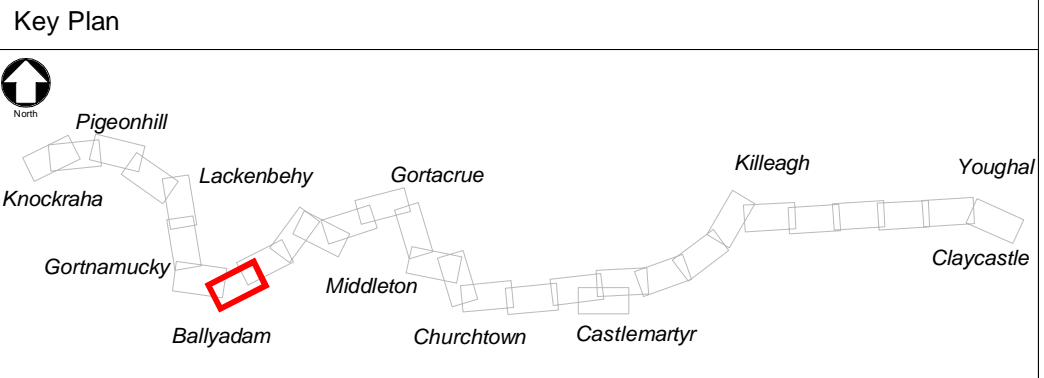 Key Plan
North
Pigeonhill
Killeagh
Youghal
Lackenbehy
Gortacrue
Knockraha
Claycastle
Gortnamucky
Middleton
Ballyadam
Churchtown
Castlemartyr